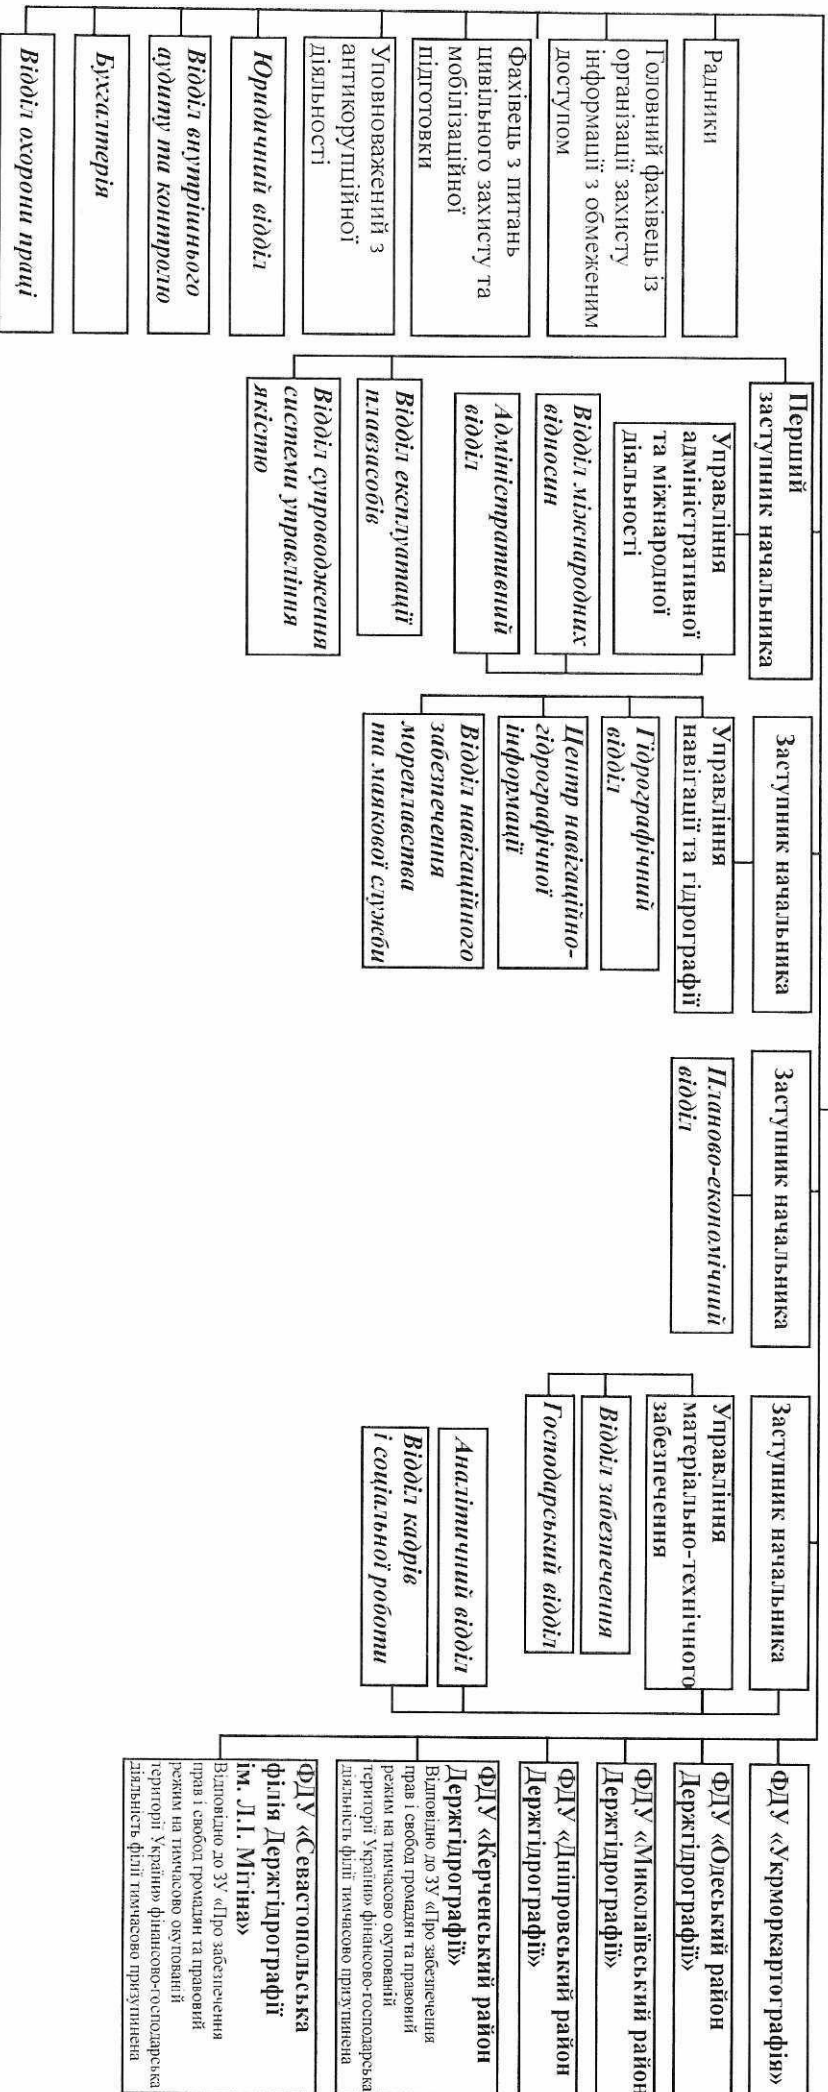 Радники
Головний фахівець із
організації захисту
інформації з обмеженим
доступом
Фахівець з питань
цивільного захисту та
мобілізаційної
підготовки
Уповноважений з
антикорупційної
діяльності
Юридичний відділ
Відділ внутрішнього
аудиту та контролю
Бухгалтерія
Відділ охорони праці
Перший
заступник начальника
Управління
адміністративної
та міжнародної
діяльності
Відділ міжнародних
відносин
Адміністративний
відділ
Відділ експлуатації
плавзасобів
Відділ супроводження
системи управління
якістю
Заступник начальника
Управління
навігації та гідрографії
Гідрографічний
відділ
Центр навігаційно-
гідрографічної
інформації
Відділ навігаційного
забезпечення
мореплавства
та маякової служби
Заступник начальника
Планово-економічний
відділ
Заступник начальника
Управління
матеріально-технічного
забезпечення
Відділ забезпечення
Господарський відділ
Аналітичний відділ
Відділ кадрів
і соціальної роботи
ФДУ «Укрморкартографія»
ФДУ «Одеський район
Держгідрографії»
ФДУ «Миколаївський район
Держгідрографії»
ФДУ «Дніпровський район
Держгідрографії»
ФДУ «Керченський район
Держгідрографії»
Відповідно до ЗУ «Про забезпечення
прав і свобод громадян та правовий
режим на тимчасово окупованій
території України» фінансово-господарська
діяльність філії тимчасово призупинена
ФДУ «Севастопольська
філія Держгідрографії
ім. Л.І. Мітіна»
Відповідно до ЗУ «Про забезпечення
прав і свобод громадян та правовий
режим на тимчасово окупованій
території України» фінансово-господарська
діяльність філії тимчасово призупинена